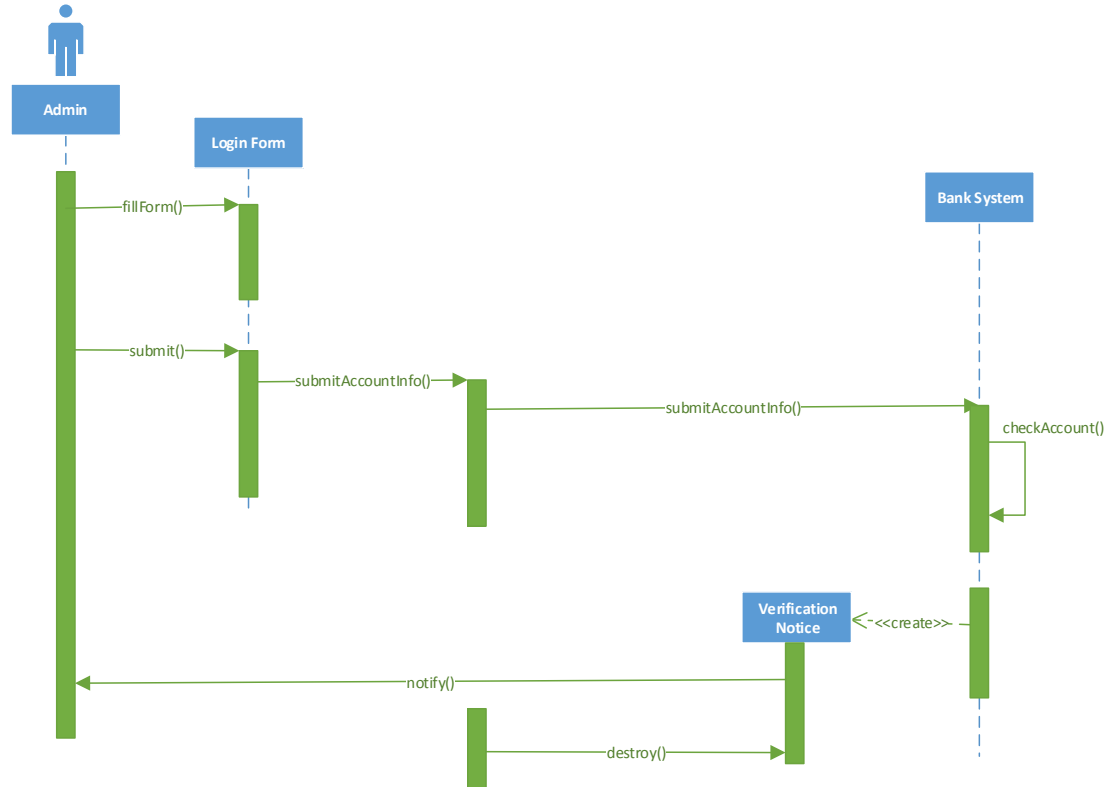 Admin
Login Form
Bank System
fillForm()
submit()
submitAccountInfo()
submitAccountInfo()
checkAccount()
Verification
Notice
<<create>>
notify()
destroy()